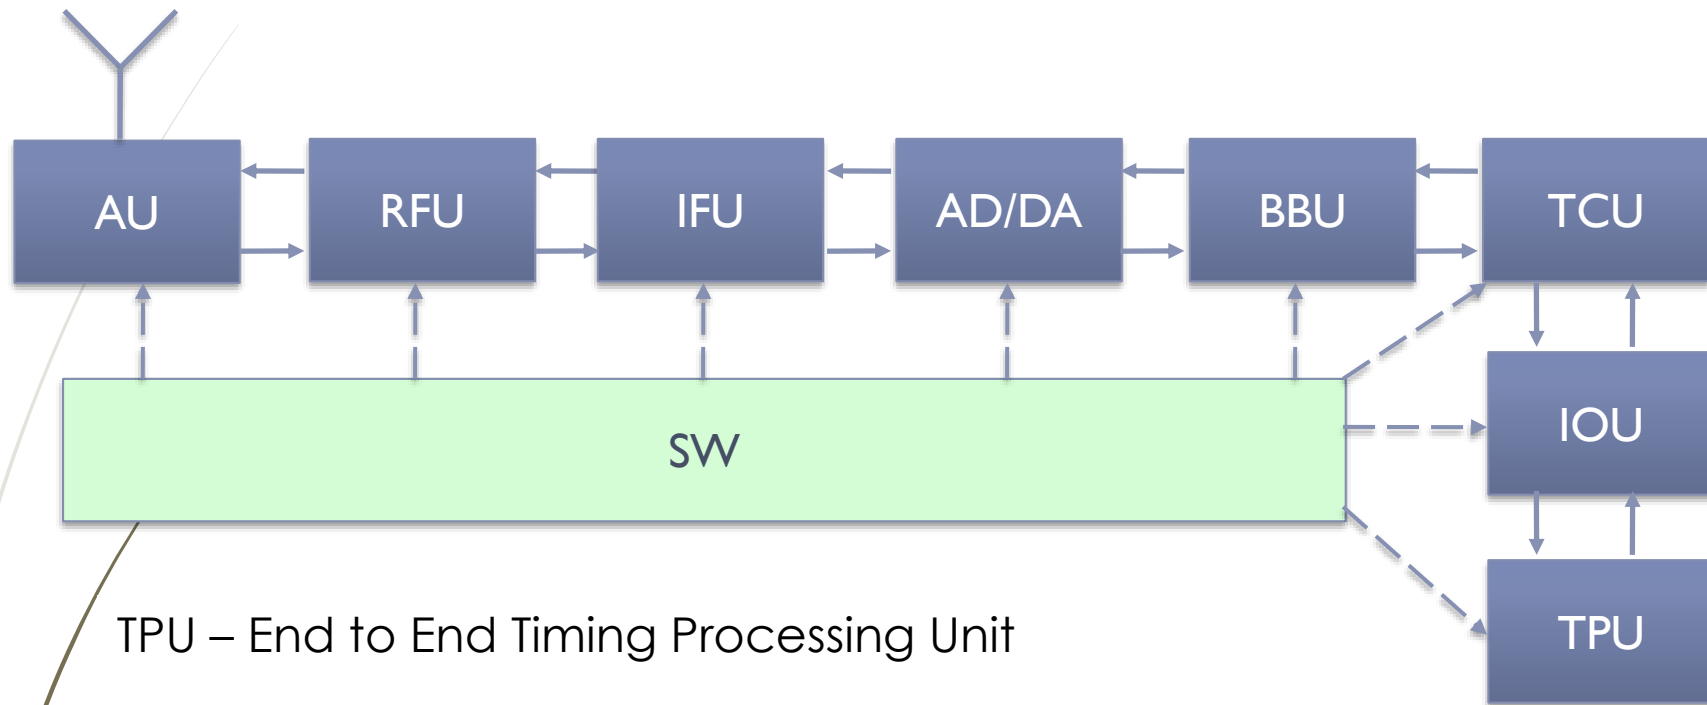 AU
RFU
IFU
AD/DA
BBU
TCU
SW
IOU
TPU
TPU – End to End Timing Processing Unit